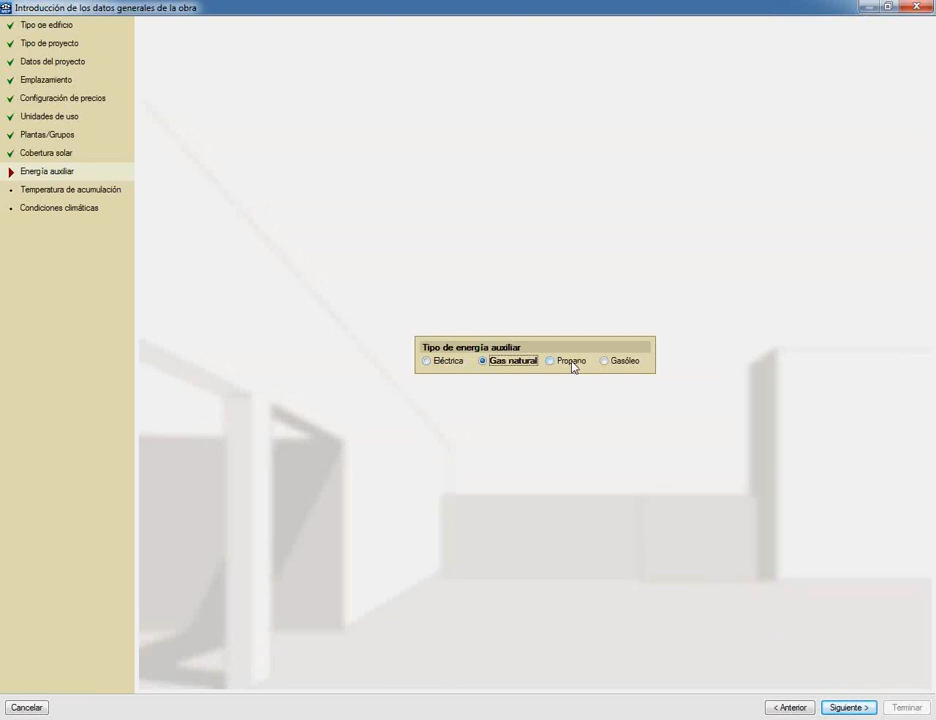 Introducción de los datos generales de la obra
Tipo de edificio
Tipo de proyecto
Datos del proyecto
Emplazamiento
Configuración de precios
Unidades de uso
Plantas/Grupos
Cobertura solar
Energía auxiliar
Temperatura de acumulación
Condiciones climáticas
Tipo de energía auxiliar
Eléctrica Gas natural Propano Gasóleo
Cancelar < Anterior Siguiente > Terminar